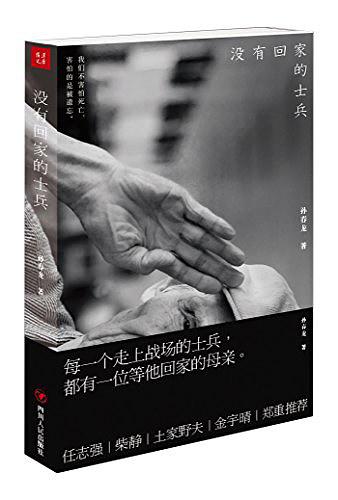 没有回家
的士兵
我们不害怕死亡，
害怕的是被遗忘。
孙春龙 著
孙春龙 著
每一个走上战场的士兵，
都有一位等他回家的母亲。
任志强|柴静|土家野夫|金宇晴|郑重推荐
没有回家的士兵
孙春龙 著
四川人民出版社